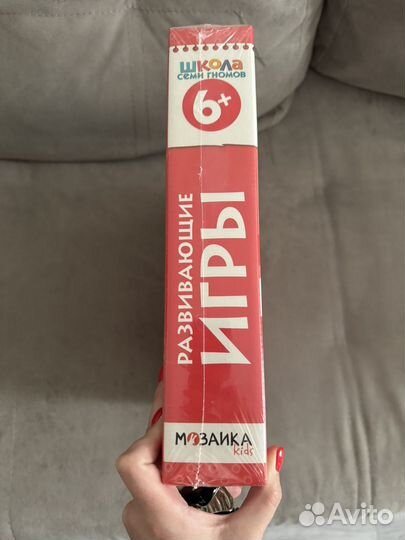 ШКОЛА
СЕМИ ГНОМОВ
6+
РАЗВИВАЮЩИЕ
ИГРЫ
МОЗАИКА
kids
Avito